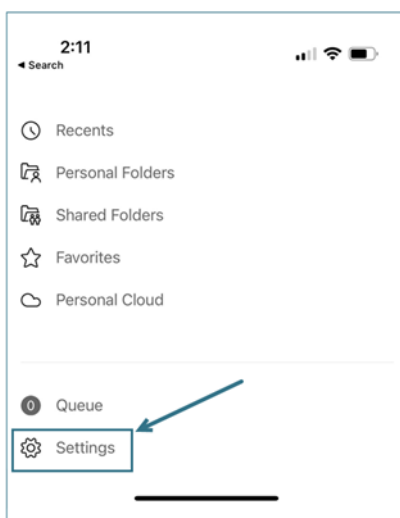 2:11
◄ Search
Recents
Personal Folders
Shared Folders
Favorites
Personal Cloud
0 Queue
Settings